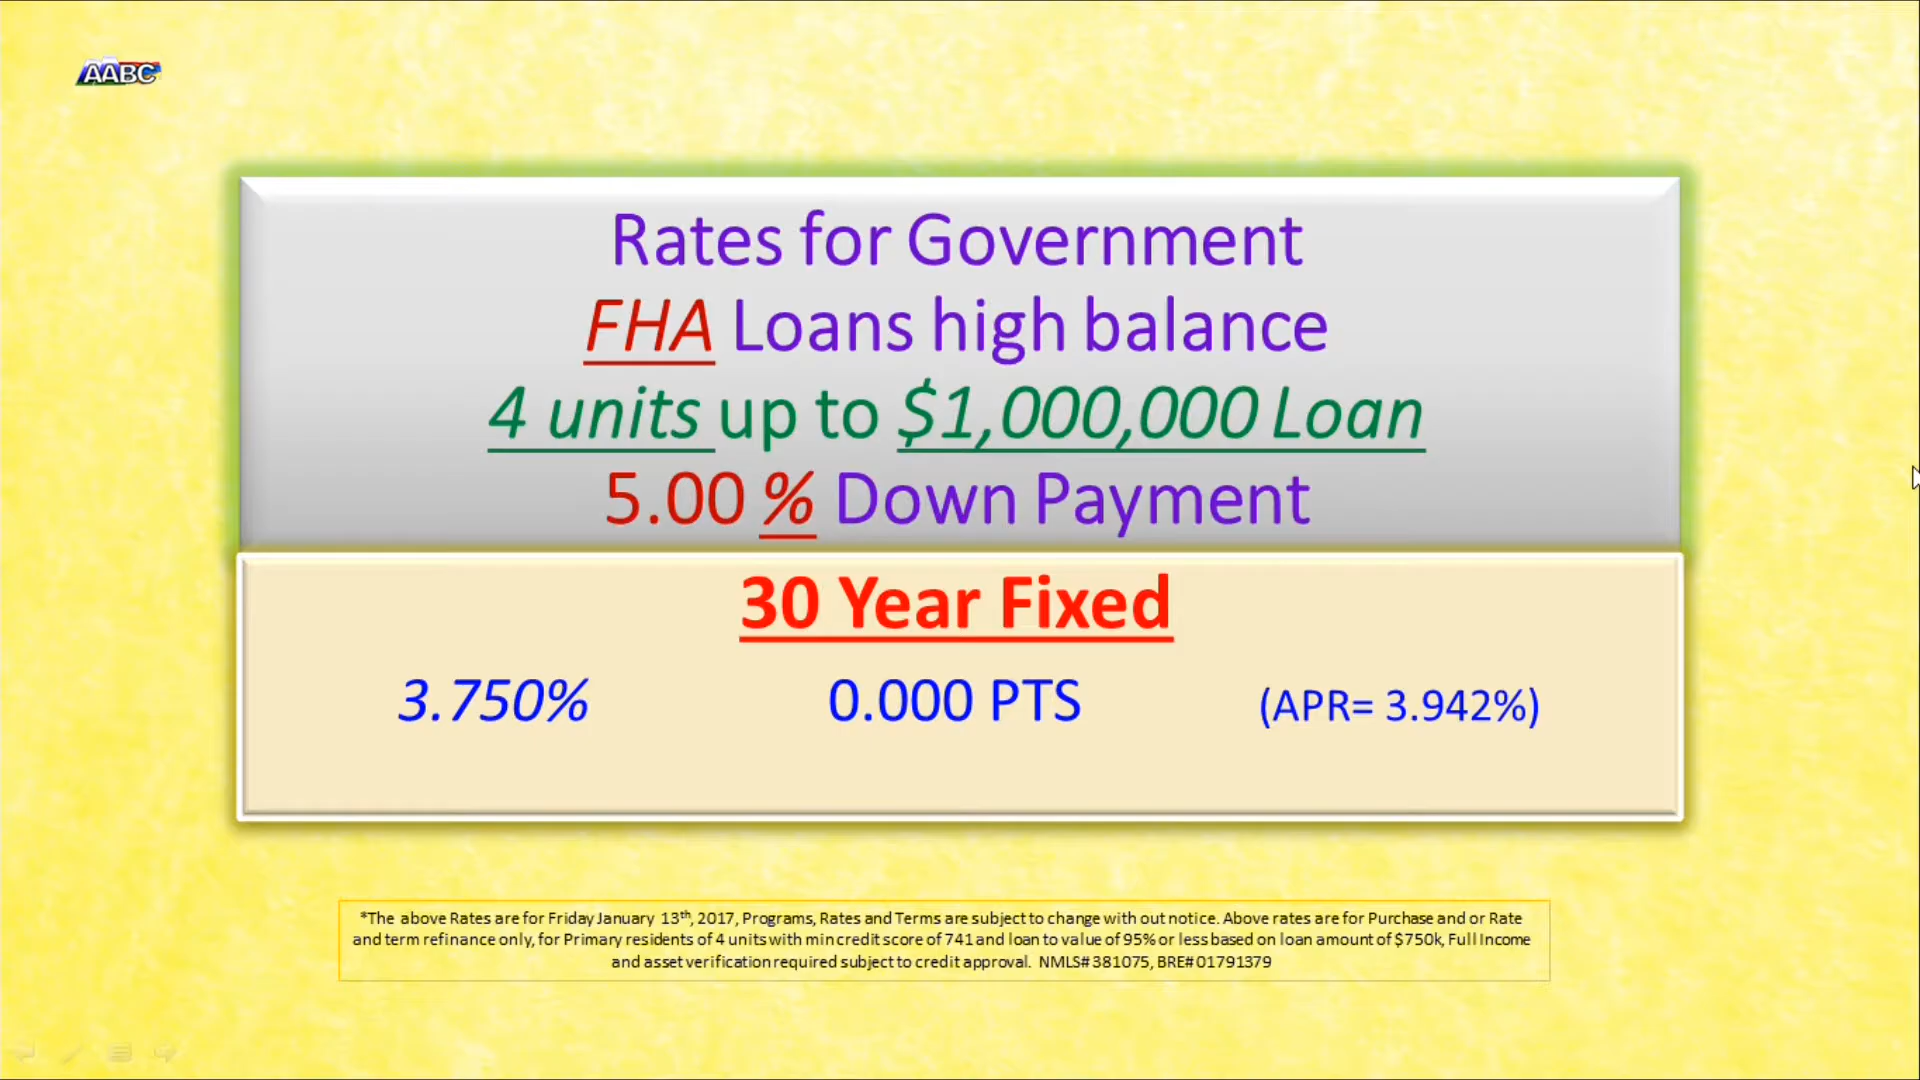 AABC
Rates for Government
FHA Loans high balance
4 units up to $1,000,000 Loan
5.00 % Down Payment
30 Year Fixed
3.750% 0.000 PTS (APR= 3.942%)
*The above Rates are for Friday January 13th, 2017, Programs, Rates and Terms are subject to change with out notice. Above rates are for Purchase and or Rate
and term refinance only, for Primary residents of 4 units with min credit score of 741 and loan to value of 95% or less based on loan amount of $750k, Full Income
and asset verification required subject to credit approval. NMLS# 381075, BRE# 01791379